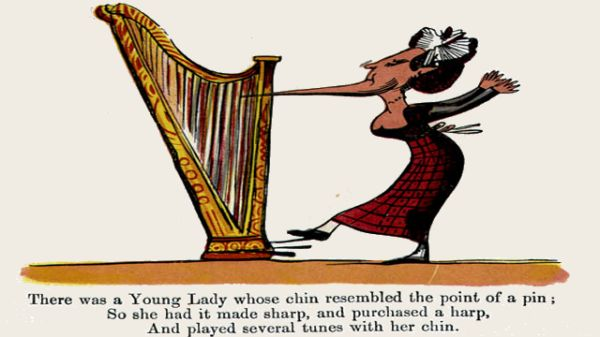 There was a Young Lady whose chin resembled the point of a pin ;
So she had it made sharp, and purchased a harp,
And played several tunes with her chin.